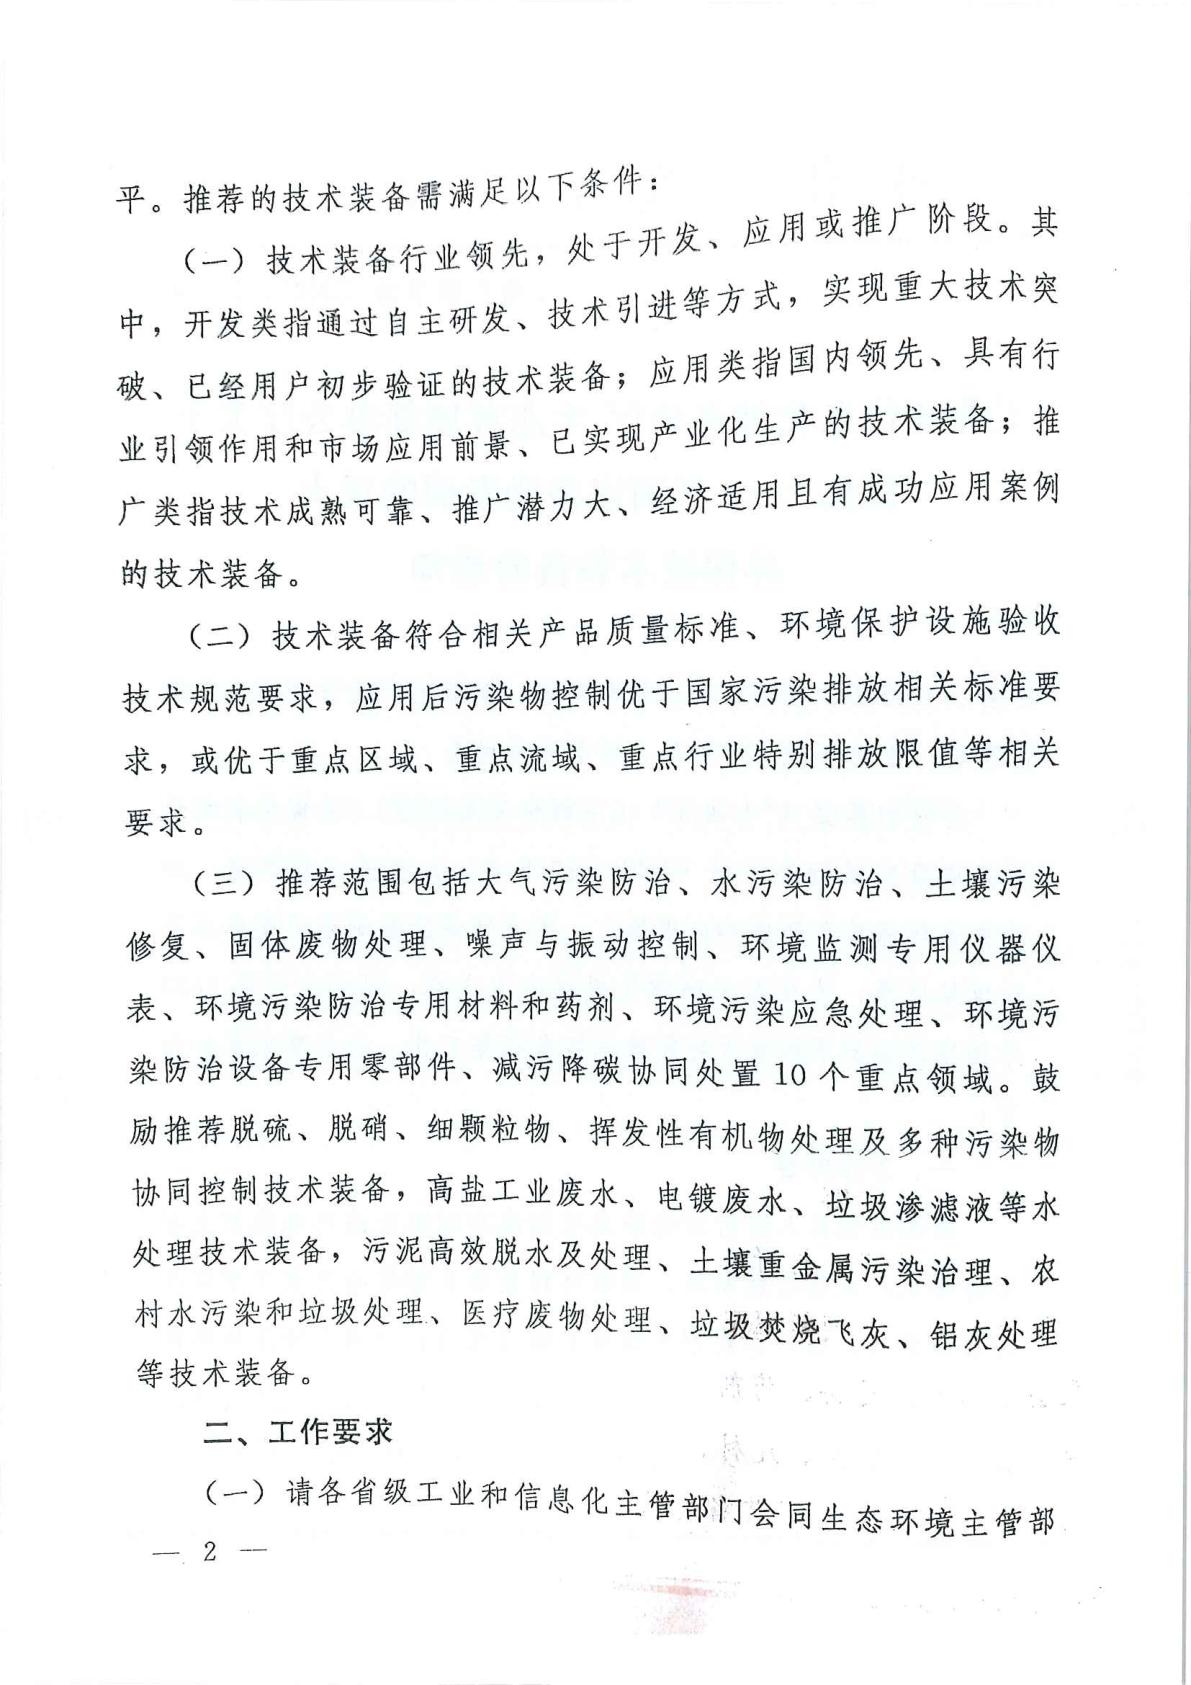 平。推荐的技术装备需满足以下条件：
（一）技术装备行业领先，处于开发、应用或推广阶段。其
中，开发类指通过自主研发、技术引进等方式，实现重大技术突
破、已经用户初步验证的技术装备；应用类指国内领先、具有行
业引领作用和市场应用前景、已实现产业化生产的技术装备；推
广类指技术成熟可靠、推广潜力大、经济适用且有成功应用案例
的技术装备。
（二）技术装备符合相关产品质量标准、环境保护设施验收
技术规范要求，应用后污染物控制优于国家污染排放相关标准要
求，或优于重点区域、重点流域、重点行业特别排放限值等相关
要求。
（三）推荐范围包括大气污染防治、水污染防治、土壤污染
修复、固体废物处理、噪声与振动控制、环境监测专用仪器仪
表、环境污染防治专用材料和药剂、环境污染应急处理、环境污
染防治设备专用零部件、减污降碳协同处置 10 个重点领域。鼓
励推荐脱硫、脱硝、细颗粒物、挥发性有机物处理及多种污染物
协同控制技术装备，高盐工业废水、电镀废水、垃圾渗滤液等水
处理技术装备，污泥高效脱水及处理、土壤重金属污染治理、农
村水污染和垃圾处理、医疗废物处理、垃圾焚烧飞灰、铝灰处理
等技术装备。
二、工作要求
（一）请各省级工业和信息化主管部门会同生态环境主管部
— 2 —